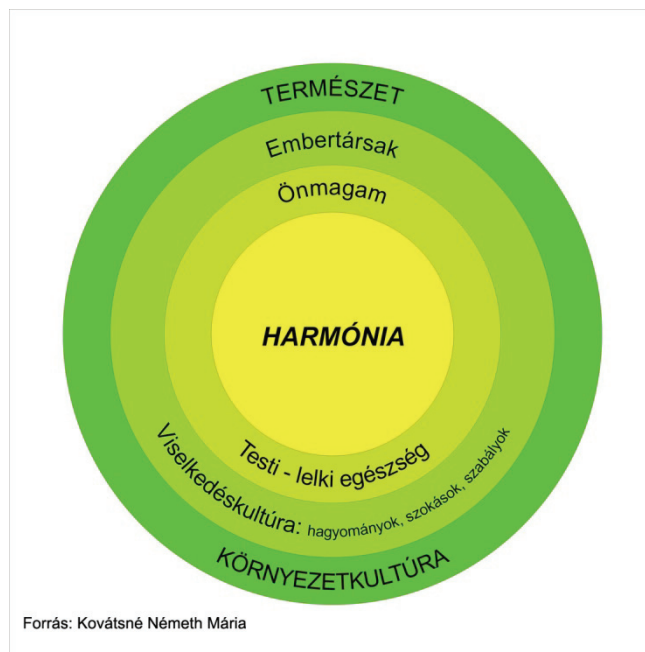 TERMÉSZET
Embertársak
Önmagam
HARMÓNIA
Testi - lelki egészség
Viselkedéskultúra: hagyományok, szokások, szabályok
KÖRNYEZETKULTÚRA
Forrás: Kovátsné Németh Mária